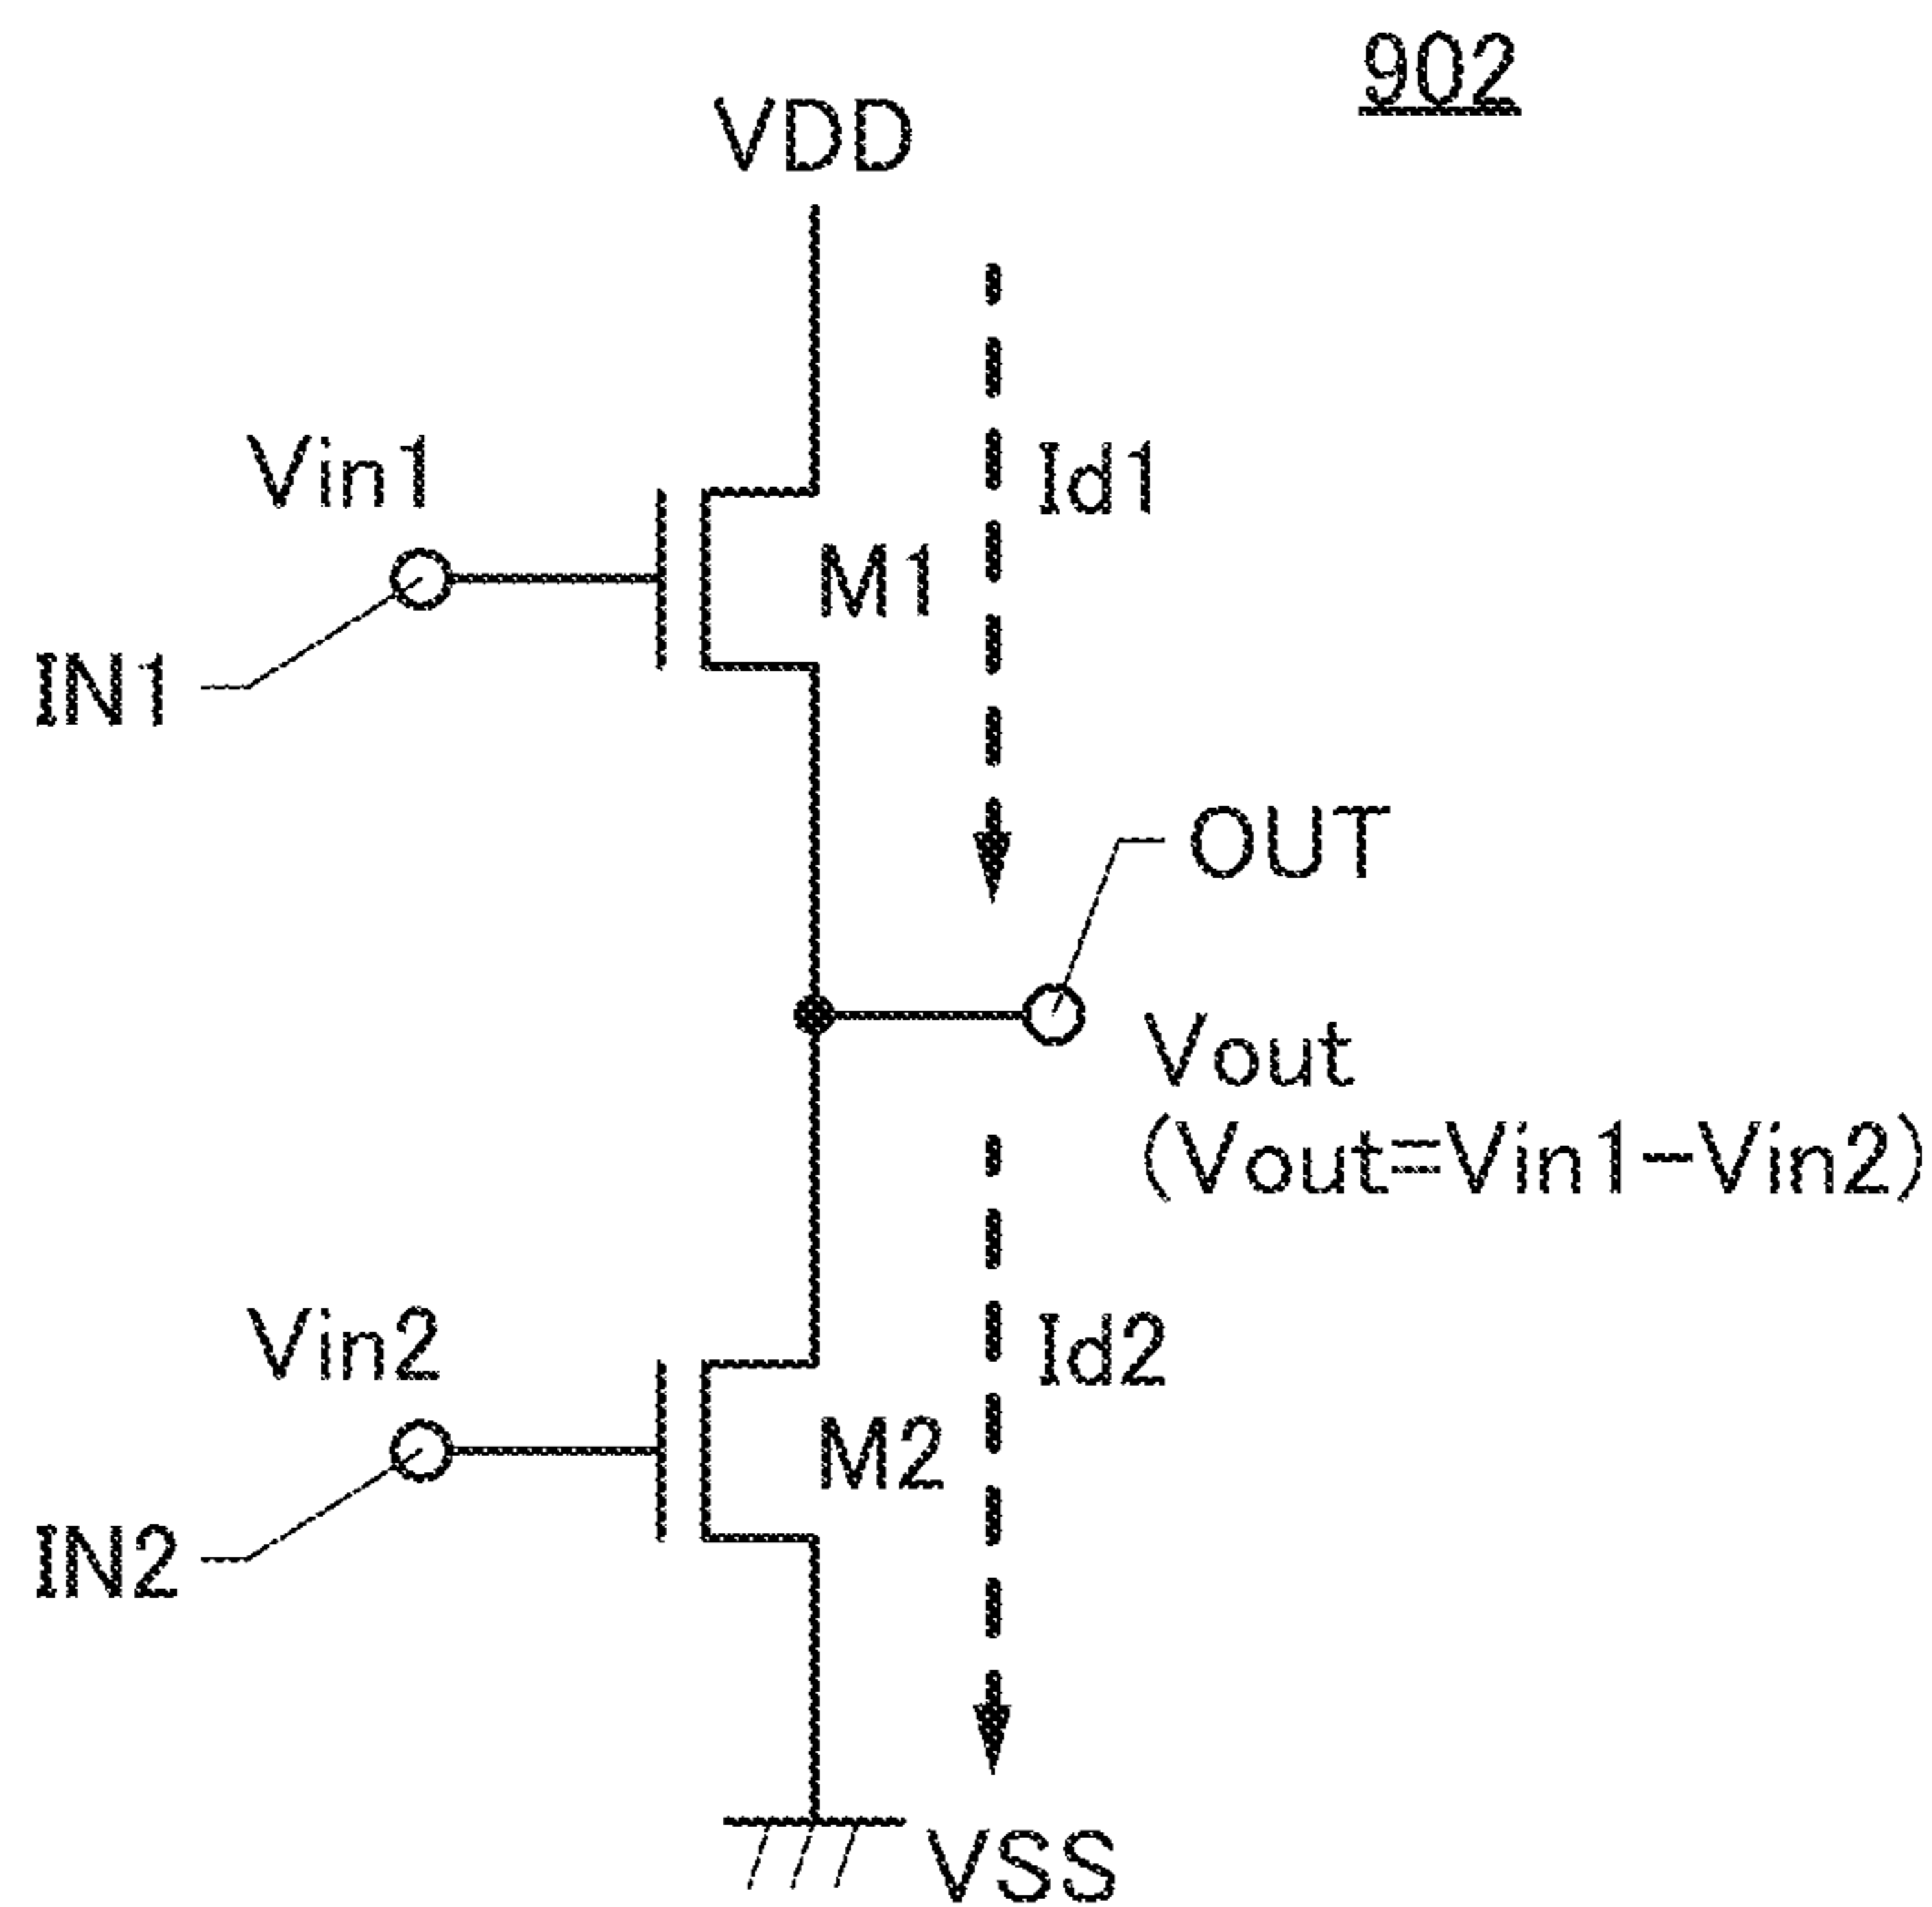 902
VDD
Vin1
Id1
M1
IN1
OUT
Vout
(Vout=Vin1-Vin2)
Vin2
Id2
M2
IN2
VSS